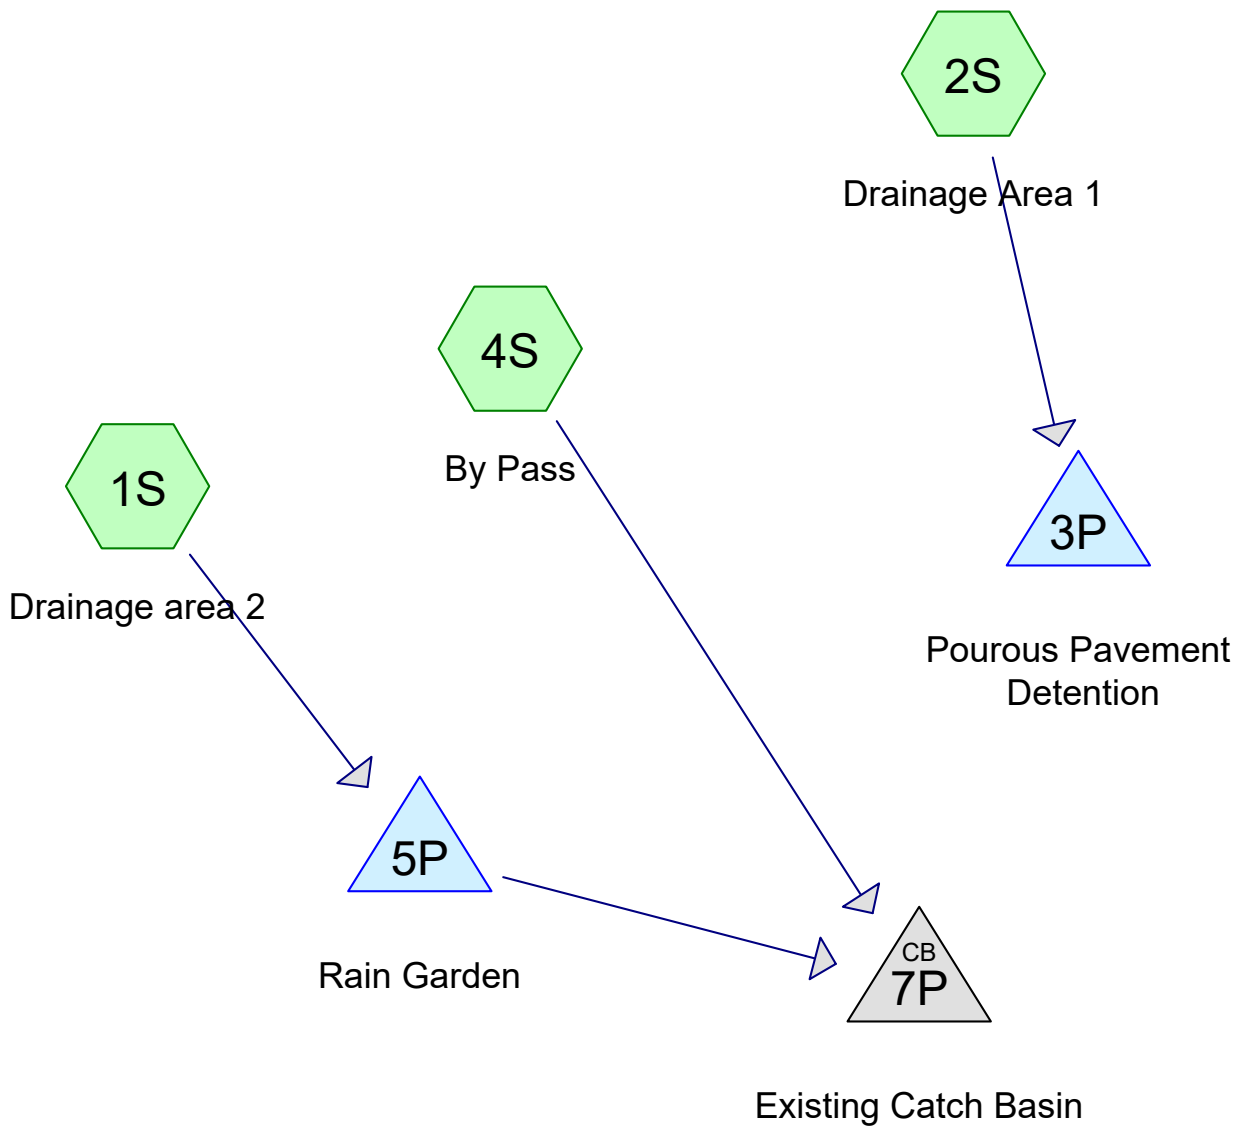 2S
Drainage Area 1
4S
By Pass
1S
Drainage area 2
3P
Pourous Pavement
Detention
5P
Rain Garden
CB
7P
Existing Catch Basin